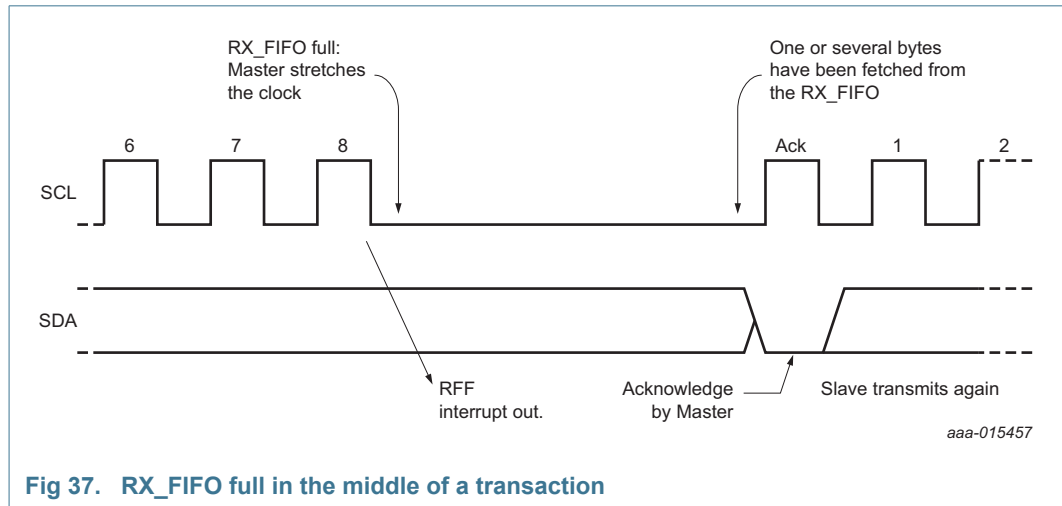 RX_FIFO full:
Master stretches
the clock
One or several bytes
have been fetched from
the RX_FIFO
6
7
8
Ack
1
2
SCL
SDA
RFF
interrupt out.
Acknowledge
by Master
Slave transmits again
aaa-015457
Fig 37. RX_FIFO full in the middle of a transaction